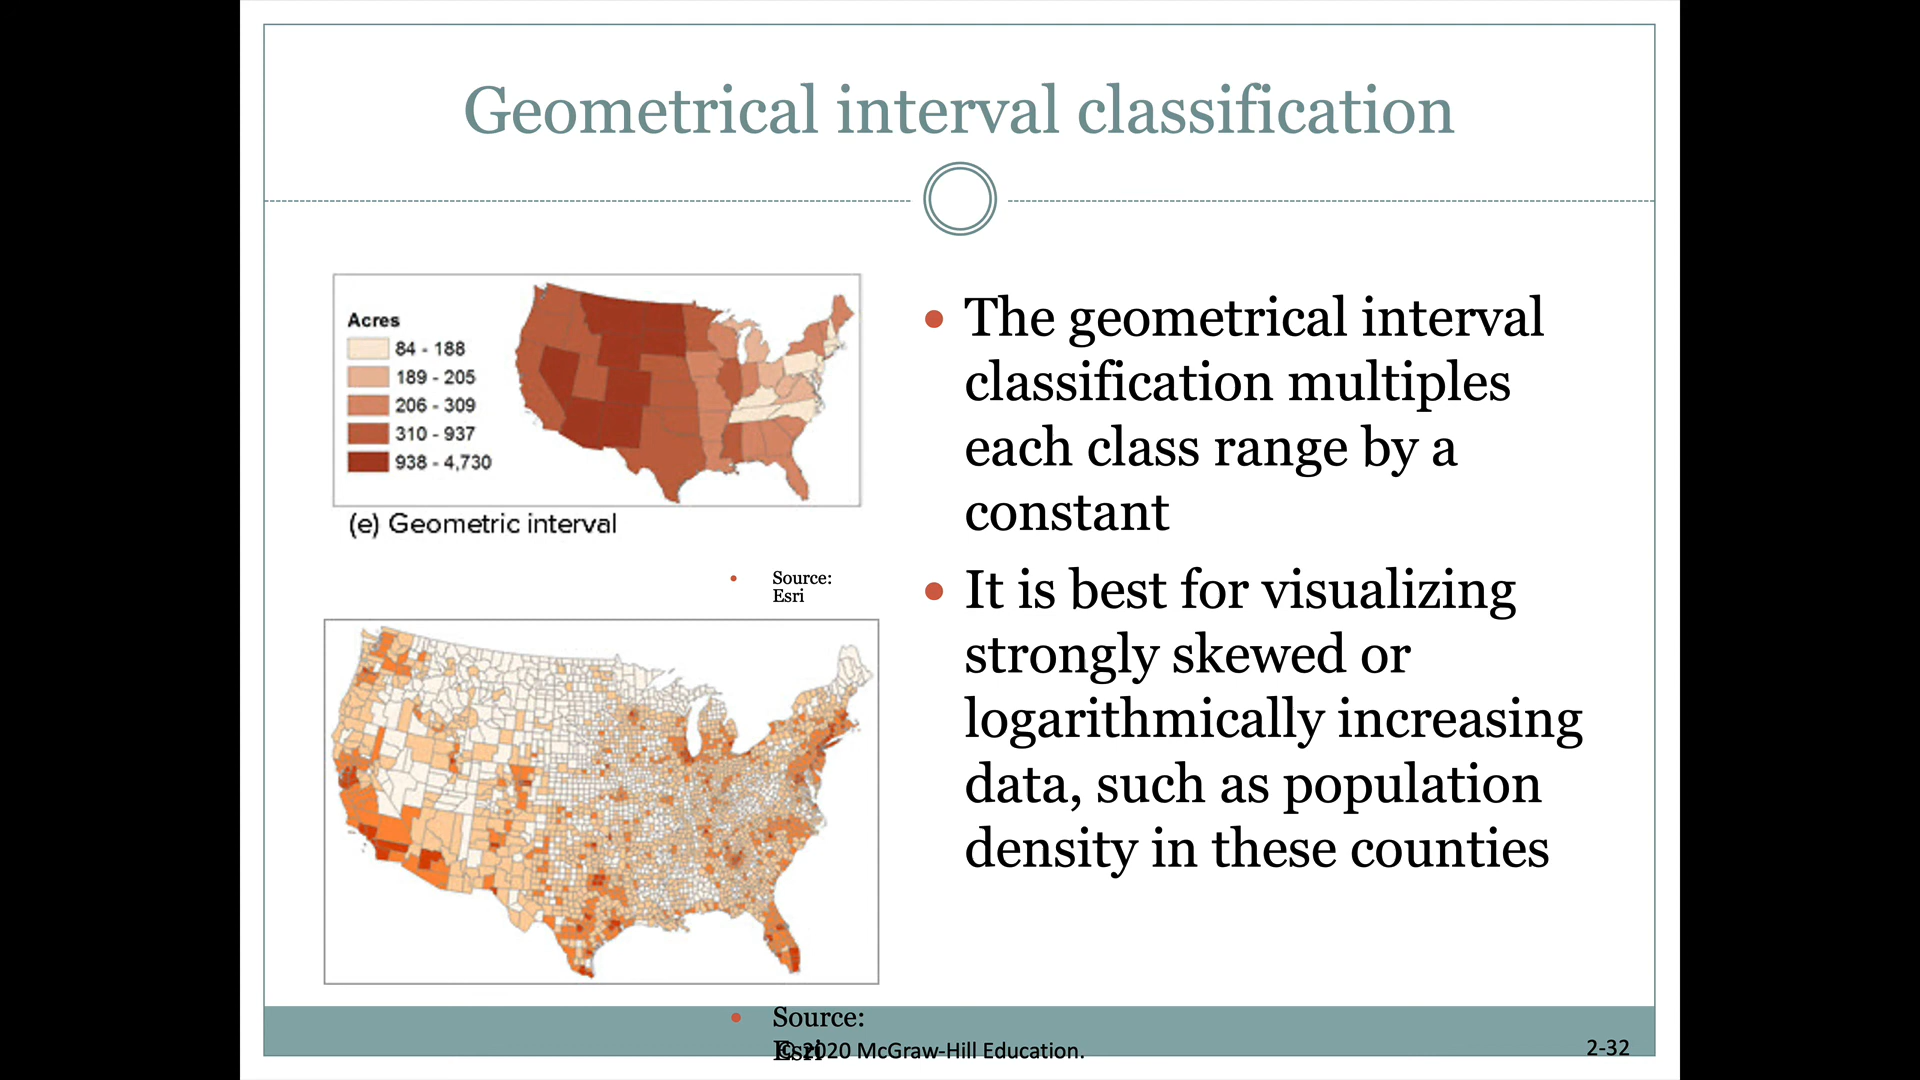 Geometrical interval classification
Acres
84 - 188
189 - 205
206 - 309
310 - 937
938 - 4,730
(e) Geometric interval
• Source:
Esri
• The geometrical interval
classification multiples
each class range by a
constant
• It is best for visualizing
strongly skewed or
logarithmically increasing
data, such as population
density in these counties
• Source:
Esri
© 2020 McGraw-Hill Education.
2-32